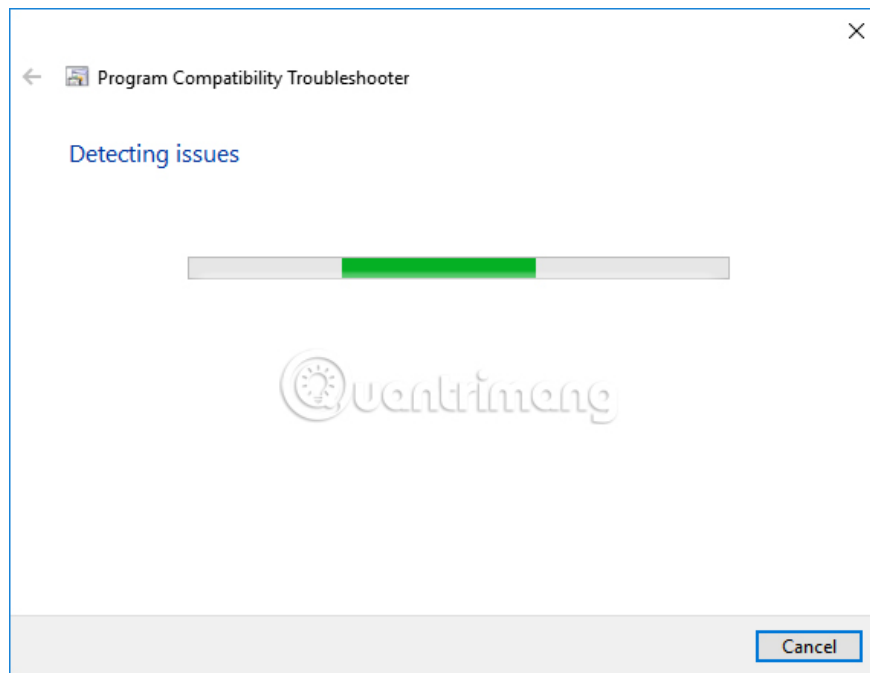 Program Compatibility Troubleshooter
Detecting issues
Quantrimang
Cancel